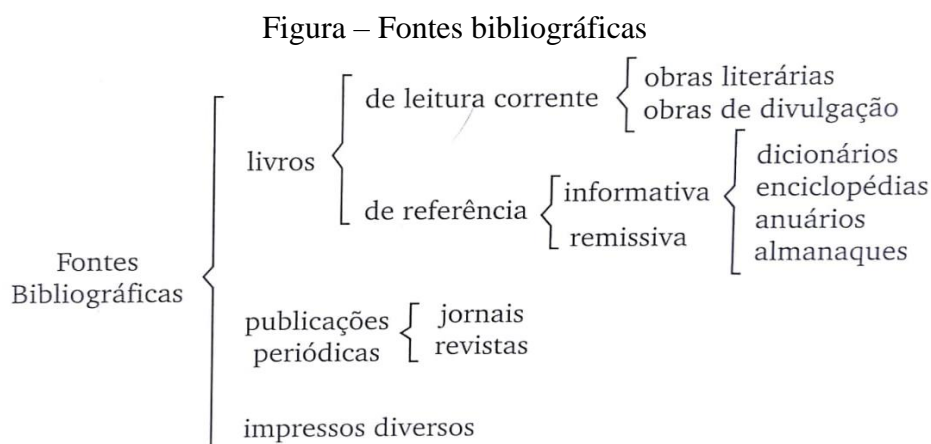 Figura – Fontes bibliográficas
Fontes
Bibliográficas
livros
de leitura corrente
obras literárias
obras de divulgação
de referência
informativa
dicionários
enciclopédias
anuários
almanaques
remissiva
publicações
periódicas
jornais
revistas
impressos diversos